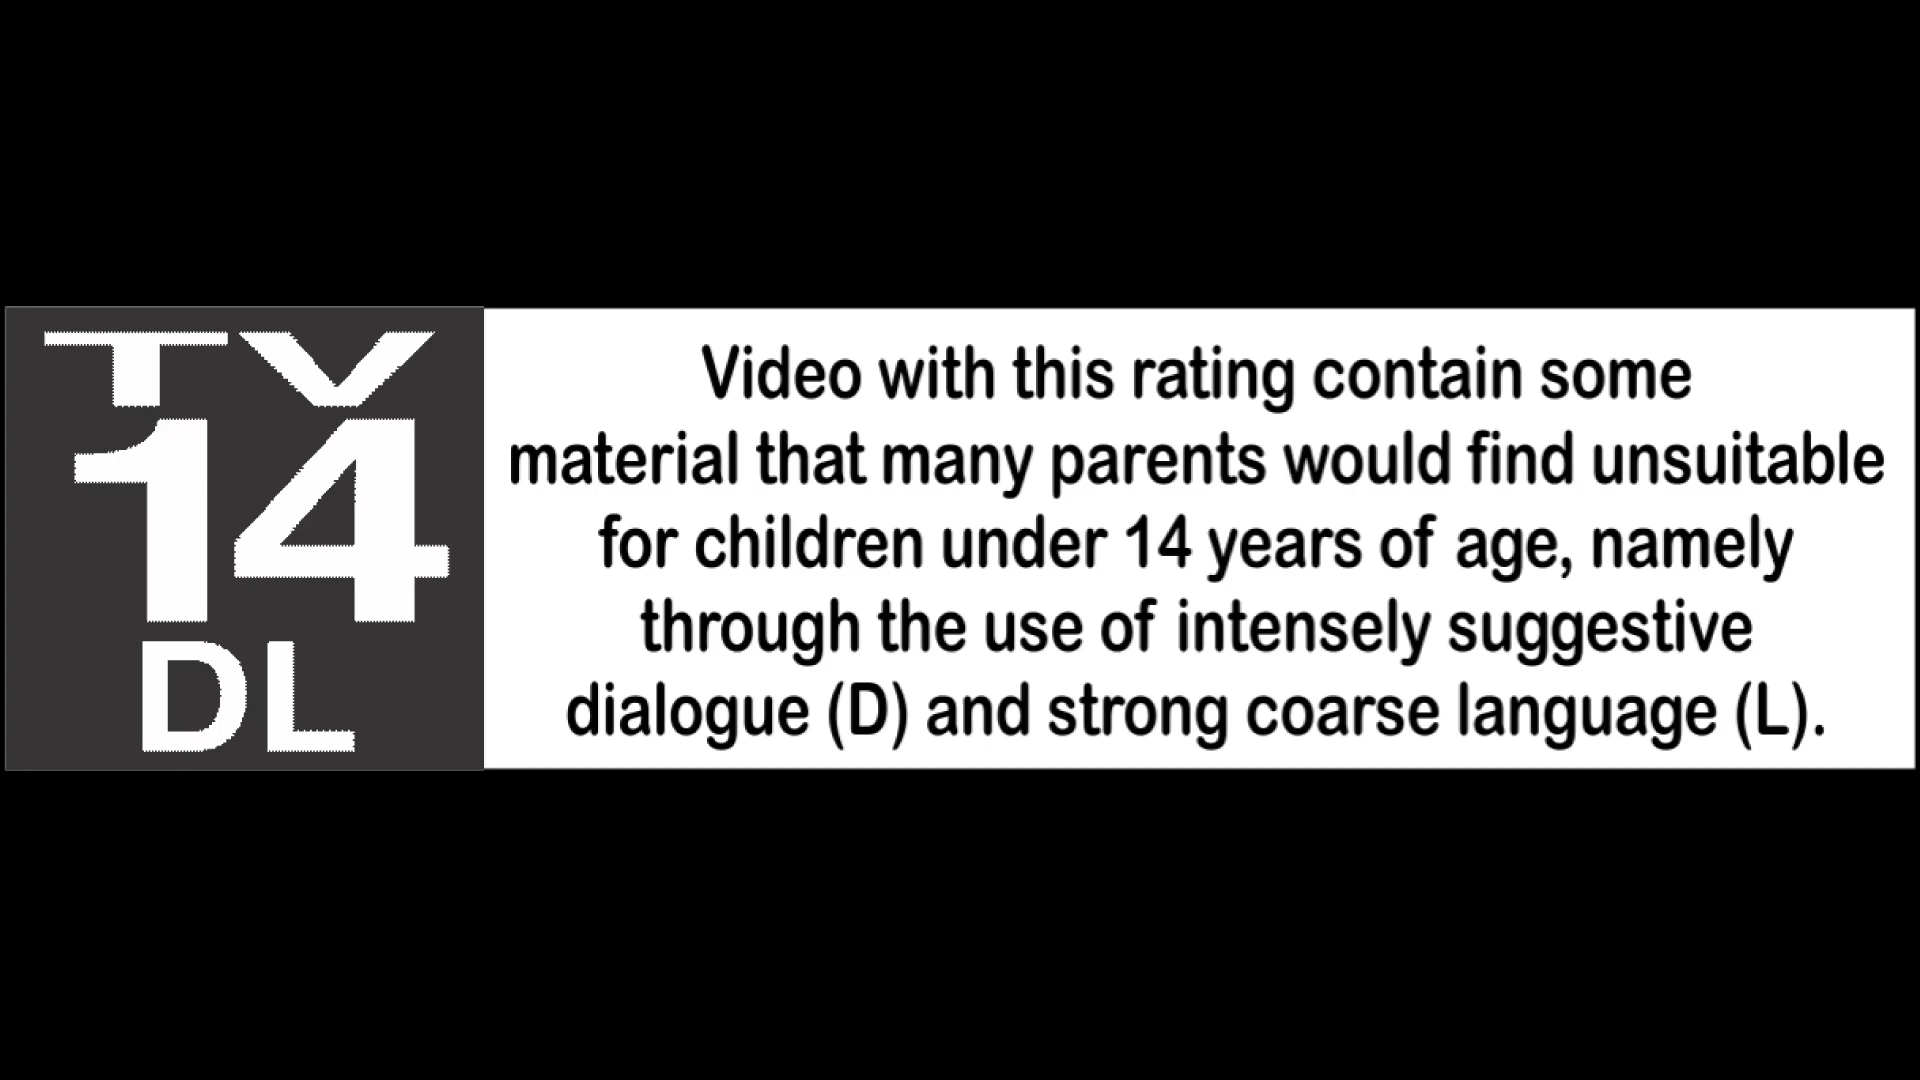 TV
14
DL
Video with this rating contain some
material that many parents would find unsuitable
for children under 14 years of age, namely
through the use of intensely suggestive
dialogue (D) and strong coarse language (L).